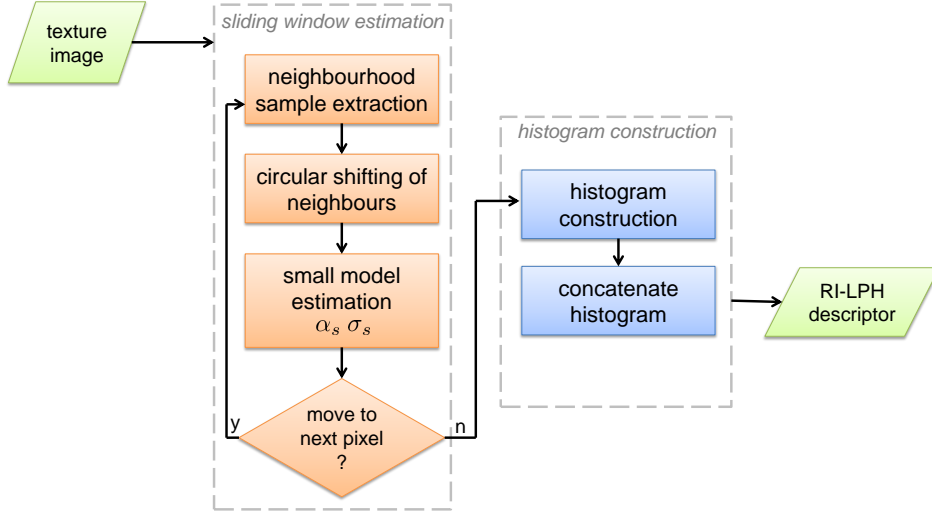 texture
image
sliding window estimation
neighbourhood
sample extraction
circular shifting of
neighbours
small model
estimation
αₛ σₛ
move to
next pixel
?
y
n
histogram construction
histogram
construction
concatenate
histogram
RI-LPH
descriptor